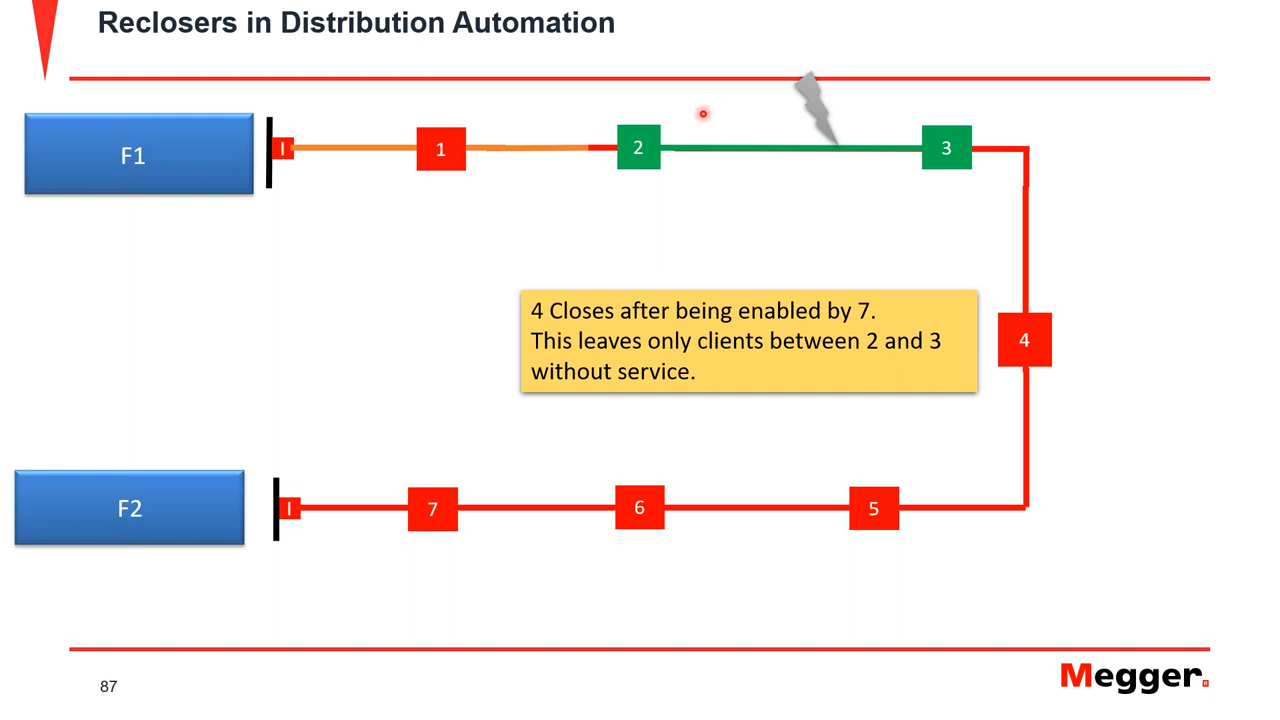 Reclosers in Distribution Automation
F1
I
1
2
3
4 Closes after being enabled by 7.
This leaves only clients between 2 and 3
without service.
4
F2
I
7
6
5
87
Megger